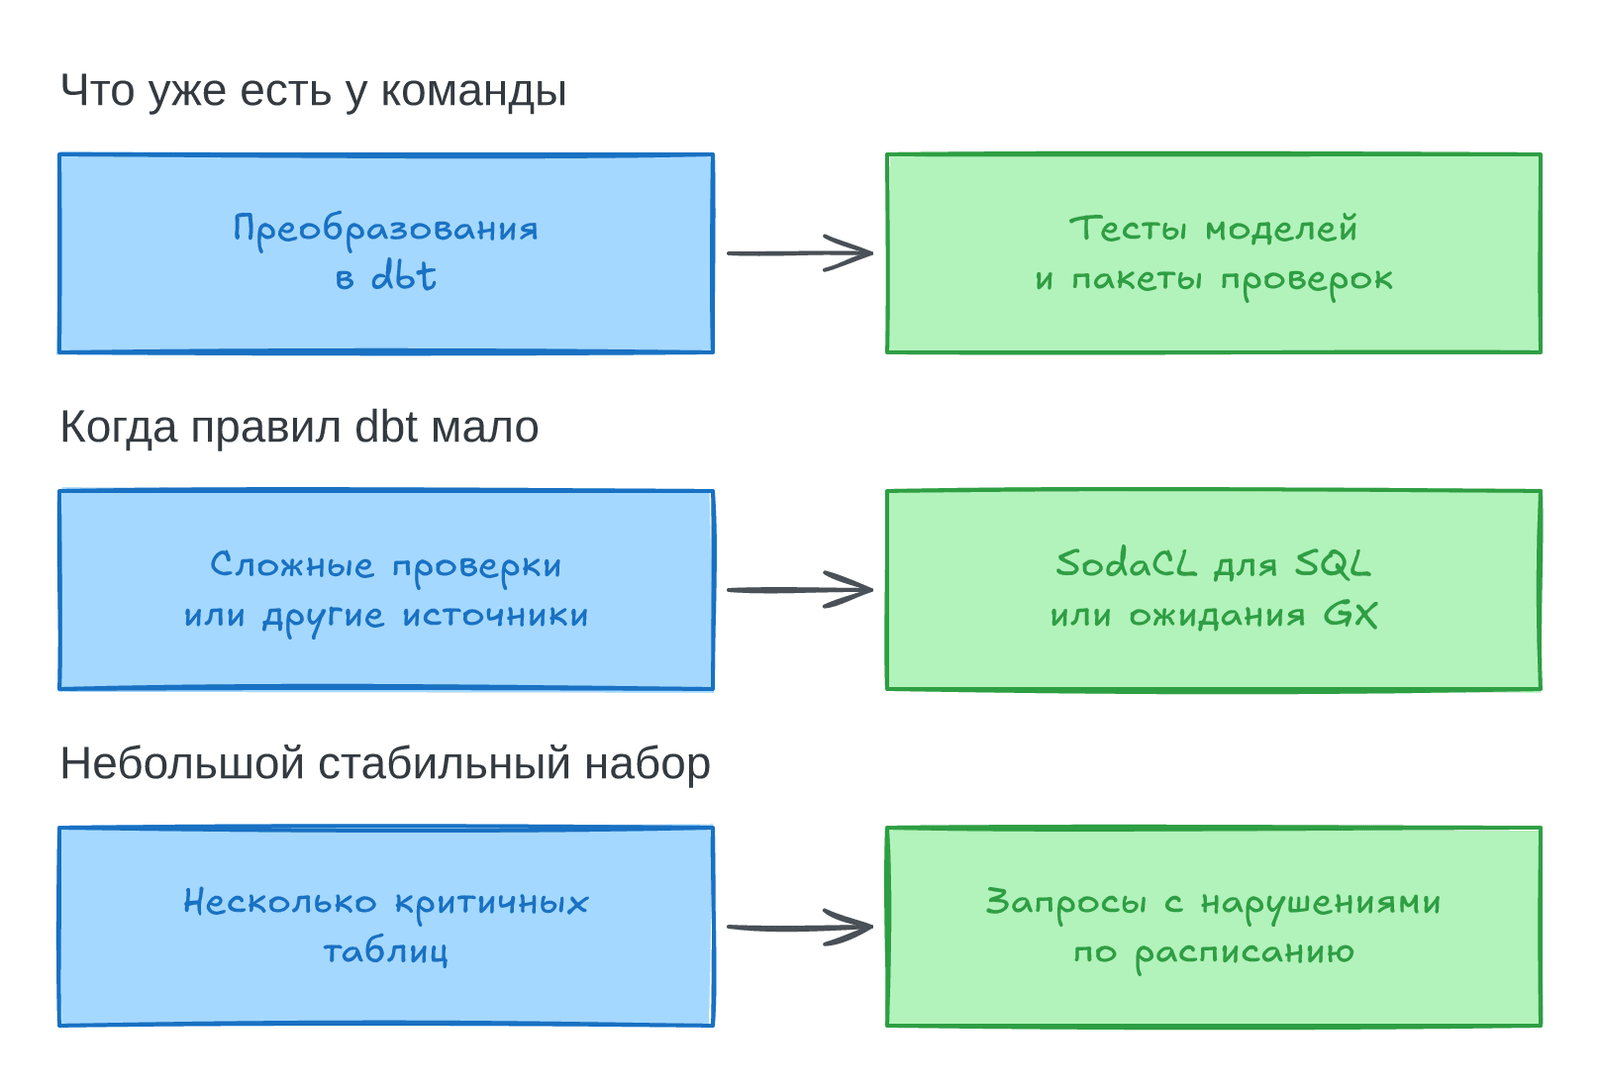 Что уже есть у команды
Преобразования
в dbt
Тесты моделей
и пакеты проверок
Когда правил dbt мало
Сложные проверки
или другие источники
SodaCL для SQL
или ожидания GX
Небольшой стабильный набор
Несколько критичных
таблиц
Запросы с нарушениями
по расписанию